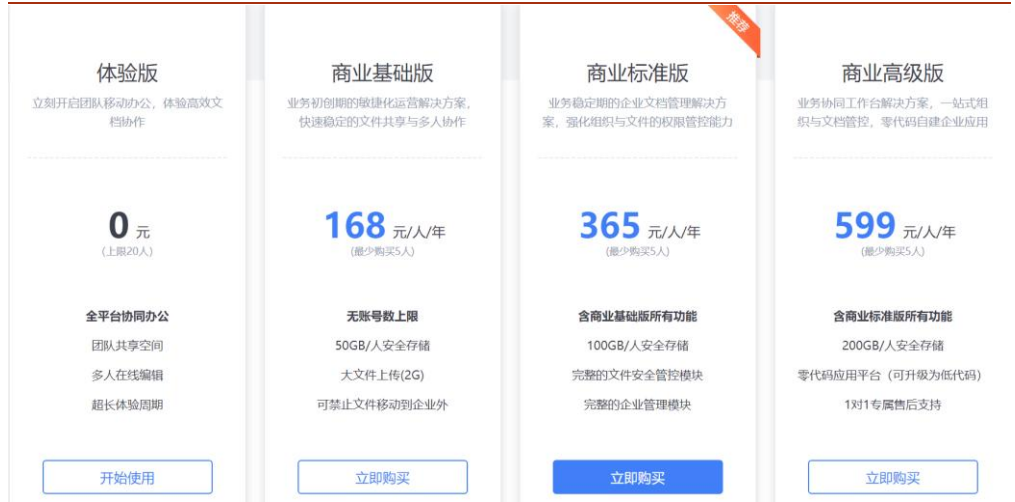 体验版
立刻开启团队移动办公，体验高效文
档协作
0 元
(上限20人)
全平台协同办公
团队共享空间
多人在线编辑
超长体验周期
开始使用
商业基础版
业务初创期的敏捷化运营解决方案，
快速稳定的文件共享与多人协作
168 元/人/年
(最少购买5人)
无账号数上限
50GB/人安全存储
大文件上传(2G)
可禁止文件移动到企业外
立即购买
推荐
商业标准版
业务稳定期的企业文档管理解决方
案，强化组织与文件的权限管控能力
365 元/人/年
(最少购买5人)
含商业基础版所有功能
100GB/人安全存储
完整的文件安全管控模块
完整的企业管理模块
立即购买
商业高级版
业务协同工作台解决方案，一站式组
织与文档管控，零代码自建企业应用
599 元/人/年
(最少购买5人)
含商业标准版所有功能
200GB/人安全存储
零代码应用平台（可升级为低代码）
1对1专属售后支持
立即购买